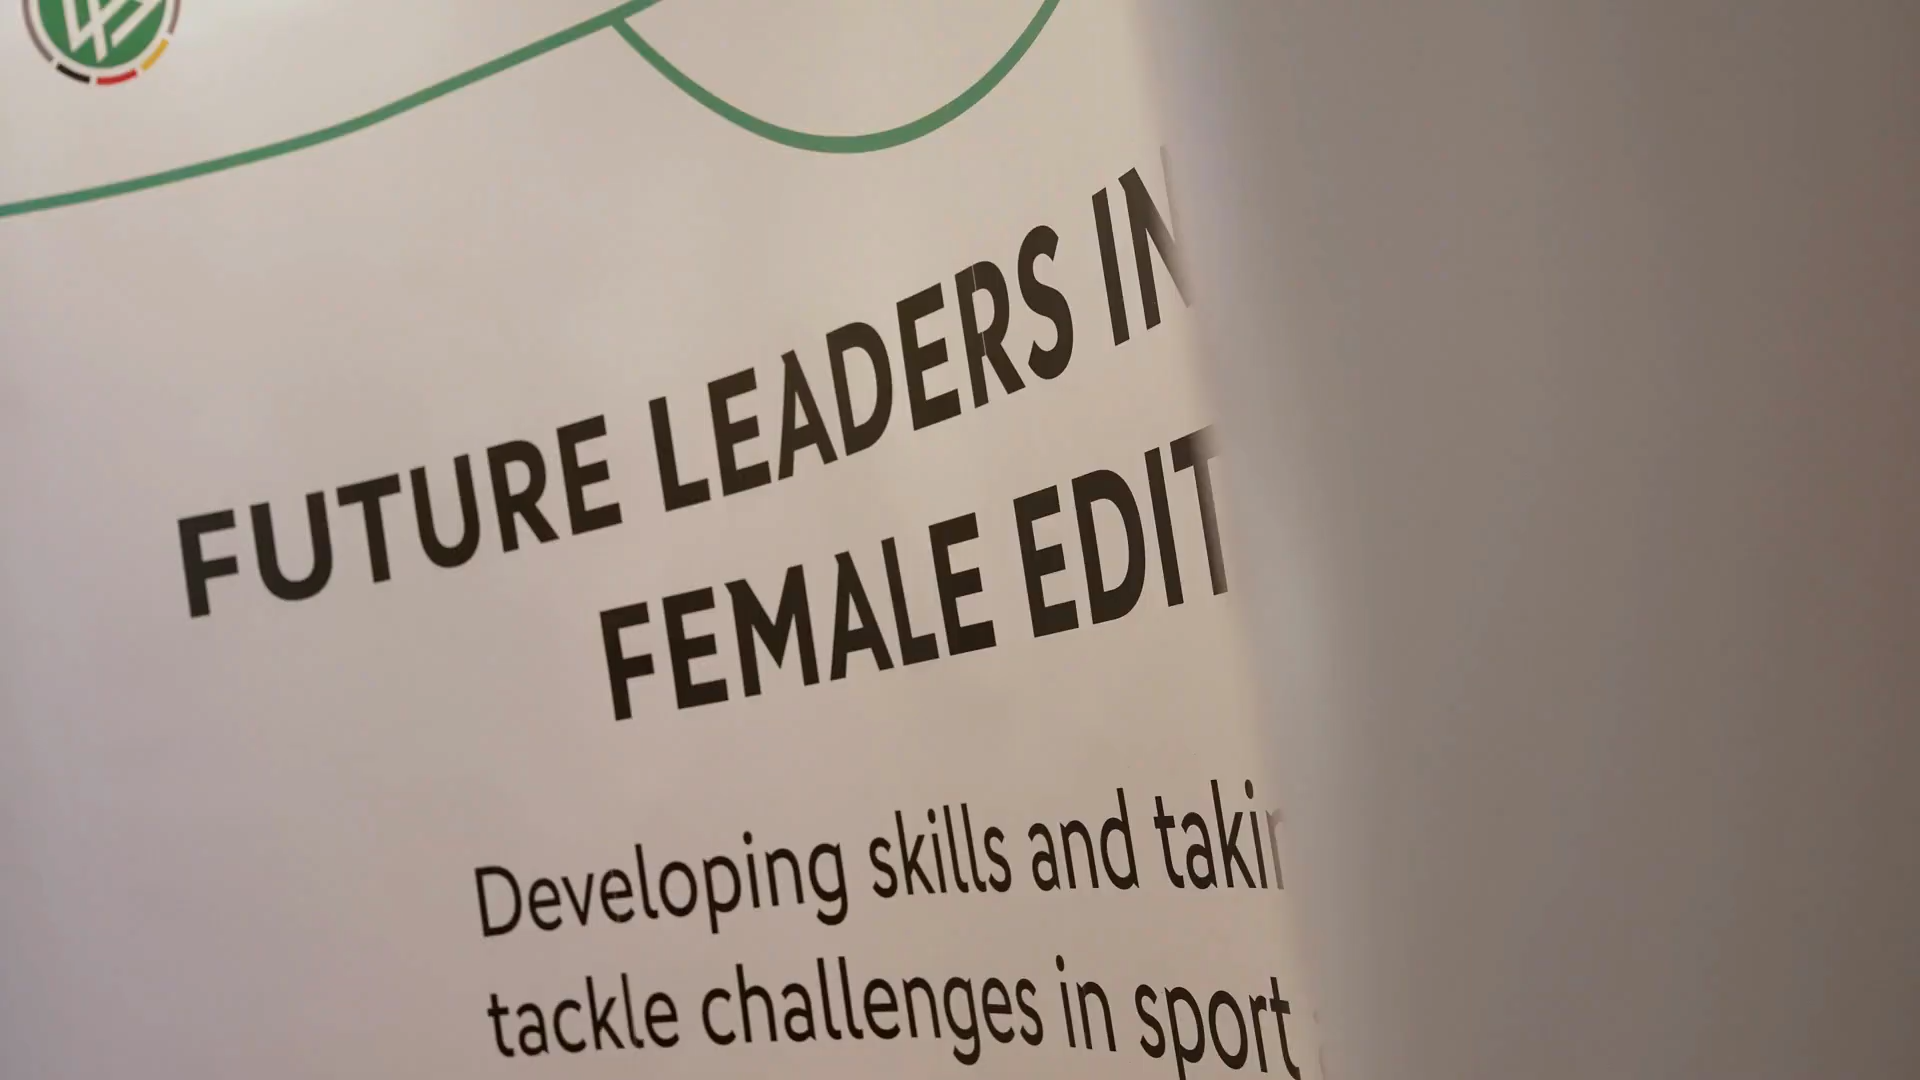 FUTURE LEADERS IN
FEMALE EDIT
Developing skills and takin
tackle challenges in sport